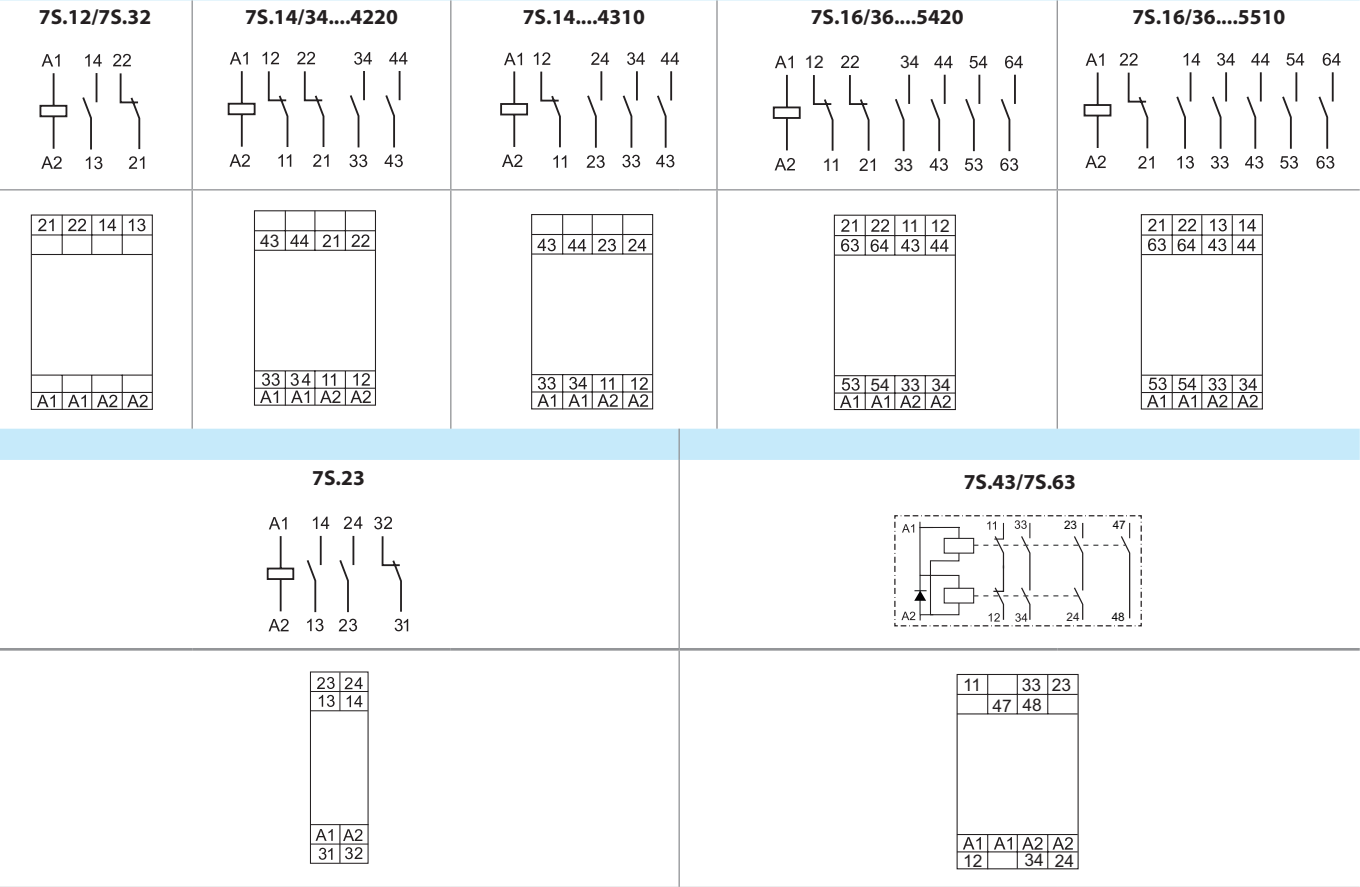 7S.12/7S.32 7S.14/34....4220 7S.14....4310 7S.16/36....5420 7S.16/36....5510
A1 14 22 A1 12 22 34 44 A1 12 24 34 44 A1 12 22 34 44 54 64 A1 22 14 34 44 54 64
A2 13 21 A2 11 21 33 43 A2 11 23 33 43 A2 11 21 33 43 53 63 A2 21 13 33 43 53 63
21 22 14 13 21 22 11 12 21 22 13 14
43 44 21 22 43 44 23 24 63 64 43 44 63 64 43 44
33 34 11 12 33 34 11 12 53 54 33 34 53 54 33 34
A1 A1 A2 A2 A1 A1 A2 A2 A1 A1 A2 A2 A1 A1 A2 A2 A1 A1 A2 A2
7S.23 7S.43/7S.63
A1 14 24 32 A1 11 33 23 47
A2 13 23 31 A2 12 34 24 48
23 24 11 33 23
13 14 47 48
A1 A2 A1 A1 A2 A2
31 32 12 34 24